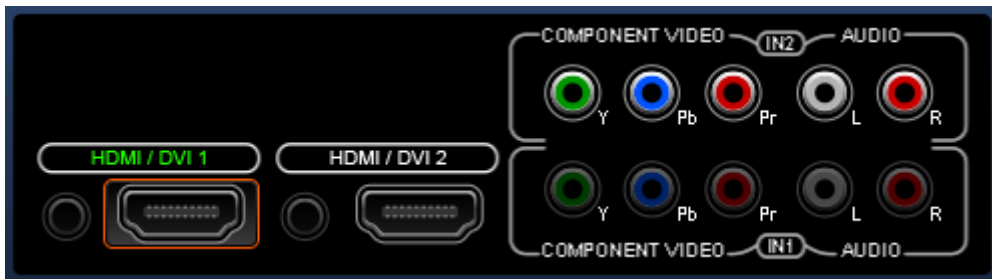 COMPONENT VIDEO IN2 AUDIO
Y Pb Pr L R
HDMI / DVI 1 HDMI / DVI 2
Y Pb Pr L R
COMPONENT VIDEO IN1 AUDIO